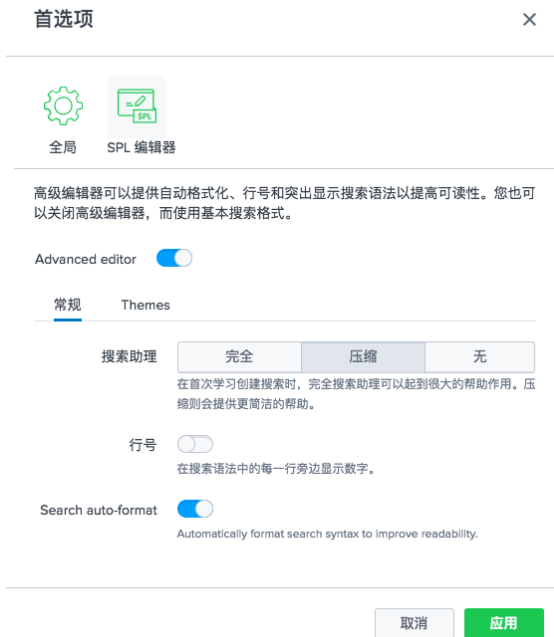 首选项
SPL
全局
SPL 编辑器
高级编辑器可以提供自动格式化、行号和突出显示搜索语法以提高可读性。您也可
以关闭高级编辑器，而使用基本搜索格式。
Advanced editor
常规 Themes
搜索助理 完全 压缩 无
在首次学习创建搜索时，完全搜索助理可以起到很大的帮助作用。压
缩则会提供更简洁的帮助。
行号
在搜索语法中的每一行旁边显示数字。
Search auto-format
Automatically format search syntax to improve readability.
取消 应用